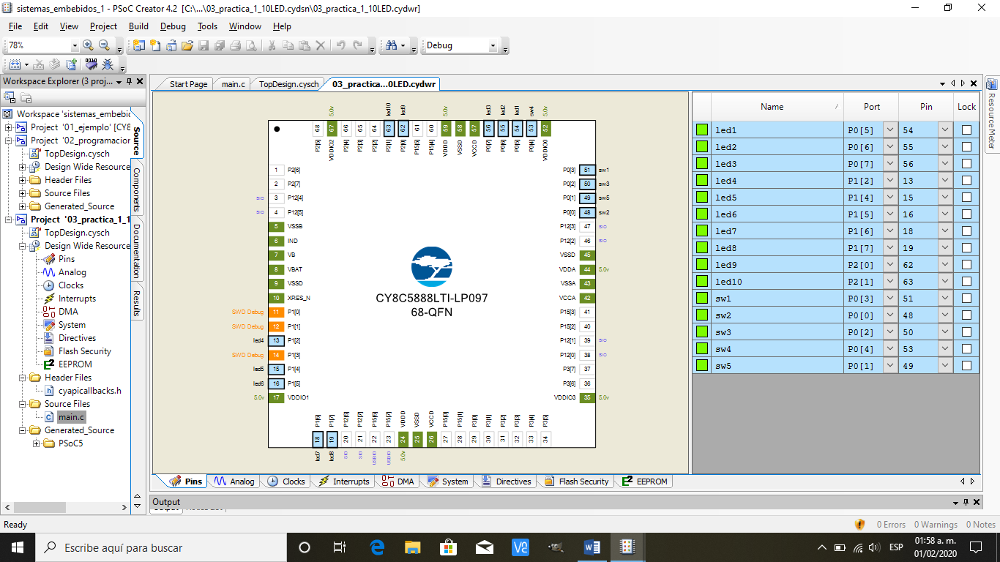 sistemas_embebidos_1 - PSoC Creator 4.2 [C:\...\03_practica_1_10LED.cydsn\03_practica_1_10LED.cydwr]
File Edit View Project Build Debug Tools Window Help
78%
Debug
Workspace Explorer (3 proj...
Start Page main.c TopDesign.cysch 03_practica...0LED.cydwr
Workspace 'sistemas_embebic
Project '01_ejemplo' [CY8
Project '02_programacion
TopDesign.cysch
Design Wide Resource
Header Files
Source Files
Generated_Source
Project '03_practica_1_1
TopDesign.cysch
Design Wide Resource
Pins
Analog
Clocks
Interrupts
DMA
System
Directives
Flash Security
EEPROM
Header Files
cyapicallbacks.h
Source Files
main.c
Generated_Source
PSoC5
Source
Components
Documentation
Results
5.0v led10 led9 5.0v led3 led2 led1 sw4 5.0v
68 67 66 65 64 63 62 61 60 59 58 57 56 55 54 53 52
P2[5] VDDIO2 P2[4] P2[3] P2[2] P2[1] P2[0] P15[5] P15[4] VDDD VSSD VCCD P0[7] P0[6] P0[5] P0[4] VDDIO0
1 P2[6]
2 P2[7]
SIO 3 P12[4]
SIO 4 P12[5]
5 VSSB
6 IND
7 VB
8 VBAT
9 VSSD
10 XRES_N
SWD Debug 11 P1[0]
SWD Debug 12 P1[1]
led4 13 P1[2]
SWD Debug 14 P1[3]
led5 15 P1[4]
led6 16 P1[5]
5.0v 17 VDDIO1
CY8C5888LTI-LP097
68-QFN
P0[3] 51 sw1
P0[2] 50 sw3
P0[1] 49 sw5
P0[0] 48 sw2
P12[3] 47 SIO
P12[2] 46 SIO
VSSD 45
VDDA 44 5.0v
VSSA 43
VCCA 42
P15[3] 41
P15[2] 40
P12[1] 39 SIO
P12[0] 38 SIO
P3[7] 37
P3[6] 36
VDDIO3 35 5.0v
P1[6] P1[7] P12[6] P12[7] P15[6] P15[7] VDDD VSSD VCCD P15[0] P15[1] P3[0] P3[1] P3[2] P3[3] P3[4] P3[5]
18 19 20 21 22 23 24 25 26 27 28 29 30 31 32 33 34
led7 led8 SIO SIO USBIO USBIO 5.0v
Name Port Pin Lock
led1 P0[5] 54
led2 P0[6] 55
led3 P0[7] 56
led4 P1[2] 13
led5 P1[4] 15
led6 P1[5] 16
led7 P1[6] 18
led8 P1[7] 19
led9 P2[0] 62
led10 P2[1] 63
sw1 P0[3] 51
sw2 P0[0] 48
sw3 P0[2] 50
sw4 P0[4] 53
sw5 P0[1] 49
Resource Meter
Pins Analog Clocks Interrupts DMA System Directives Flash Security EEPROM
Output
Ready
0 Errors 0 Warnings 0 Notes
Escribe aquí para buscar
ESP
01:58 a. m.
01/02/2020